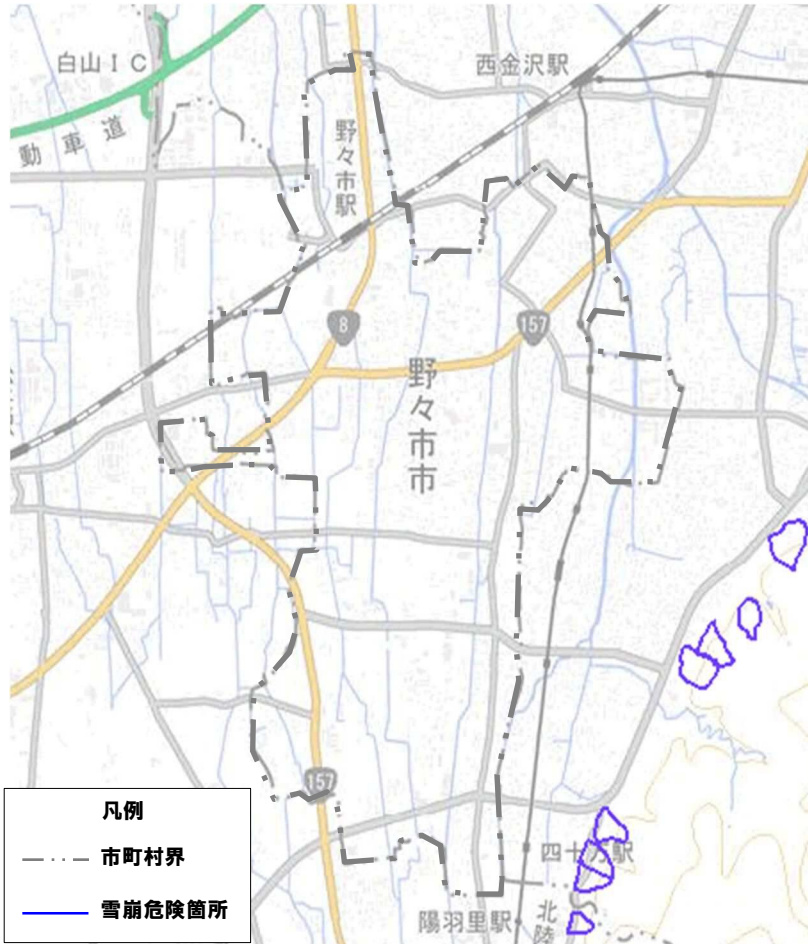 白山IC
西金沢駅
動車道
野々市駅
8
157
野々市市
157
凡例
市町村界
雪崩危険箇所
四十万駅
陽羽里駅
北陸